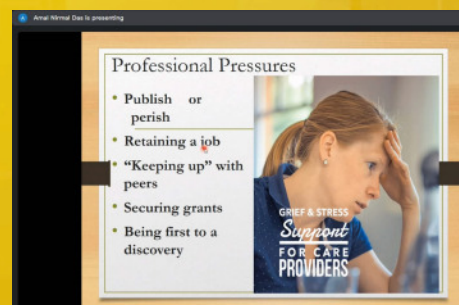 A
Amal Nirmal Das is presenting
Professional Pressures
• Publish or
perish
• Retaining a job
• “Keeping up” with
peers
• Securing grants
• Being first to a
discovery
GRIEF & STRESS
Support
FOR CARE
PROVIDERS